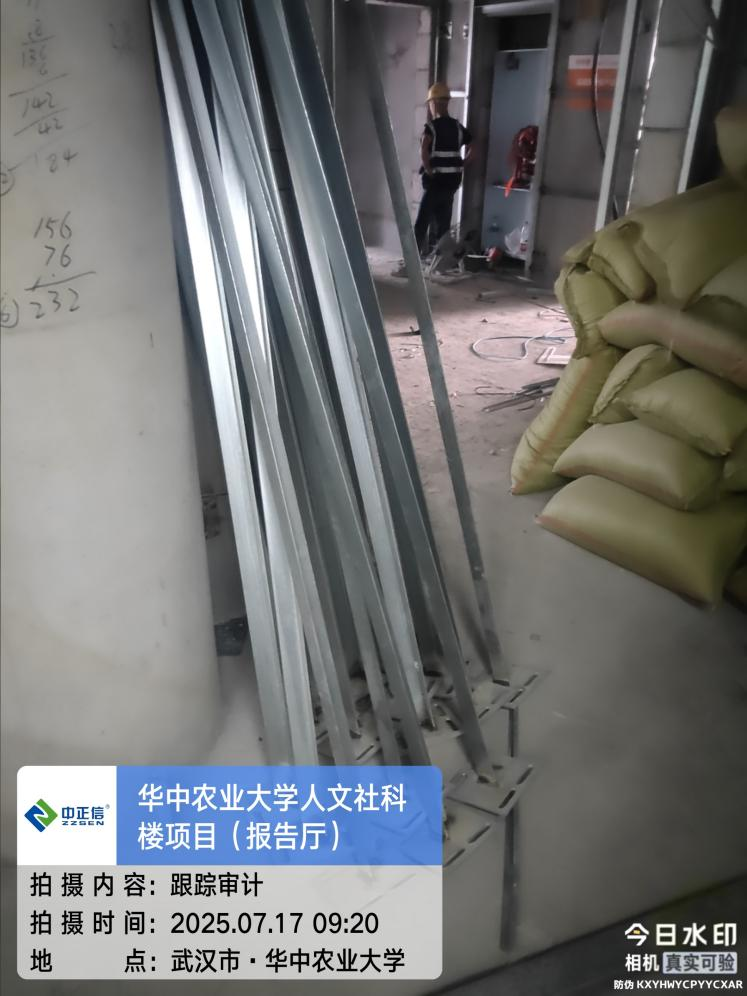 136
142
42
184
156
76
232
中正信
ZZSEN
华中农业大学人文社科
楼项目（报告厅）
拍摄内容：跟踪审计
拍摄时间：2025.07.17 09:20
地点：武汉市·华中农业大学
今日水印
相机 真实可验
防伪 KXYHWYCPYYCXAR